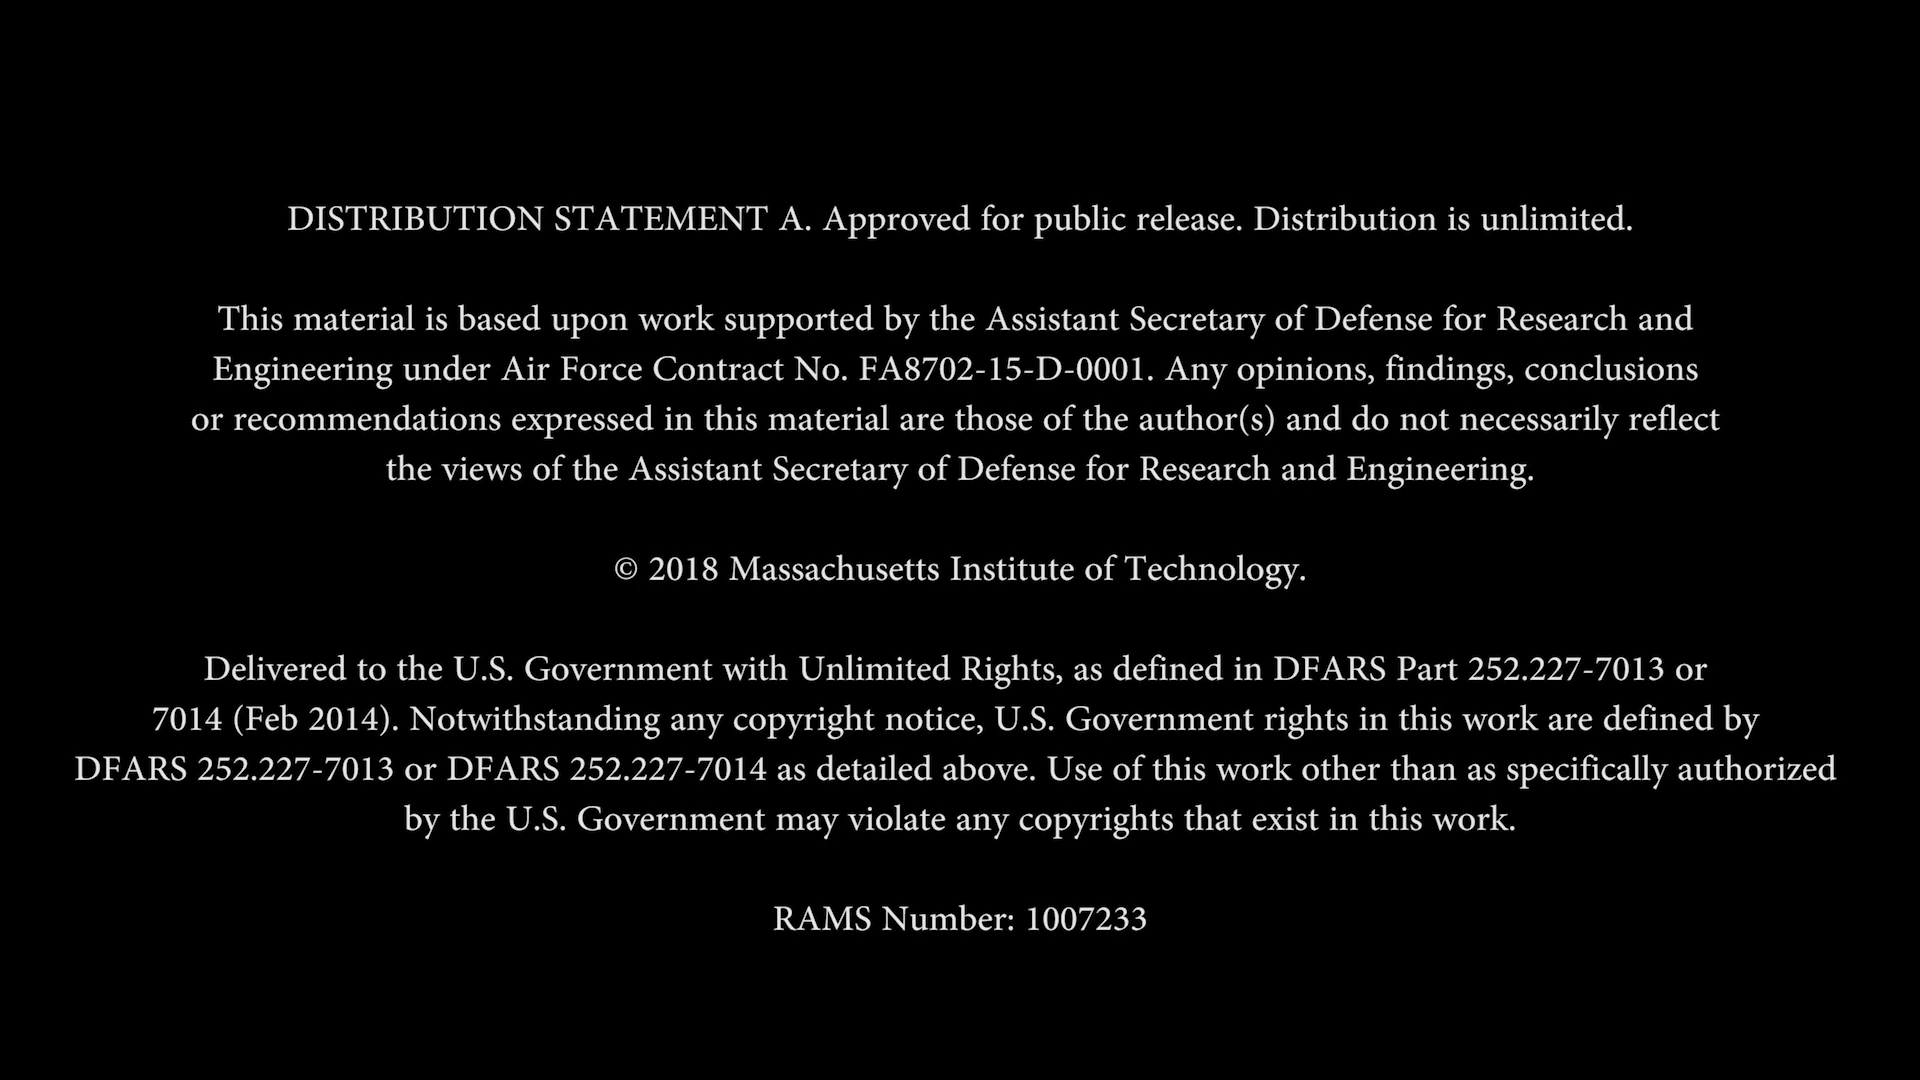 DISTRIBUTION STATEMENT A. Approved for public release. Distribution is unlimited.
This material is based upon work supported by the Assistant Secretary of Defense for Research and
Engineering under Air Force Contract No. FA8702-15-D-0001. Any opinions, findings, conclusions
or recommendations expressed in this material are those of the author(s) and do not necessarily reflect
the views of the Assistant Secretary of Defense for Research and Engineering.
© 2018 Massachusetts Institute of Technology.
Delivered to the U.S. Government with Unlimited Rights, as defined in DFARS Part 252.227-7013 or
7014 (Feb 2014). Notwithstanding any copyright notice, U.S. Government rights in this work are defined by
DFARS 252.227-7013 or DFARS 252.227-7014 as detailed above. Use of this work other than as specifically authorized
by the U.S. Government may violate any copyrights that exist in this work.
RAMS Number: 1007233